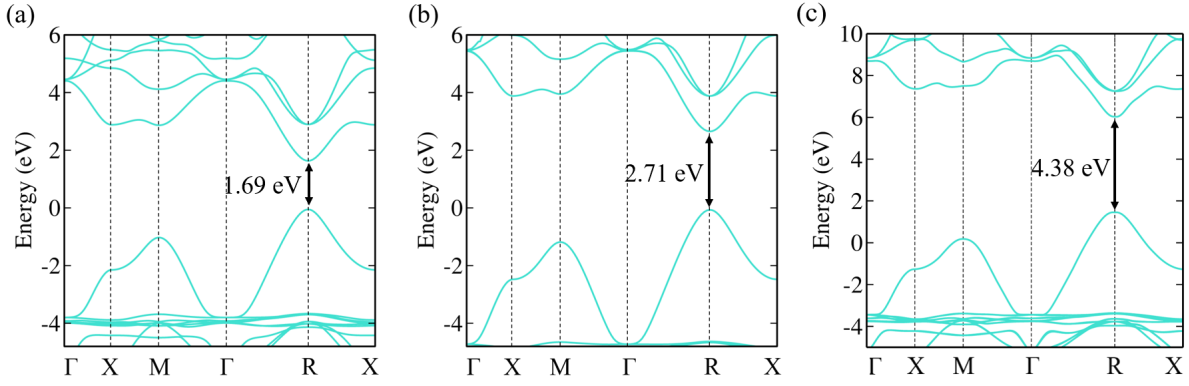 (a)
Energy (eV)
6
4
2
0
-2
-4
1.69 eV
Γ X M Γ R X
(b)
Energy (eV)
6
4
2
0
-2
-4
2.71 eV
Γ X M Γ R X
(c)
Energy (eV)
10
8
6
4
2
0
-2
-4
4.38 eV
Γ X M Γ R X